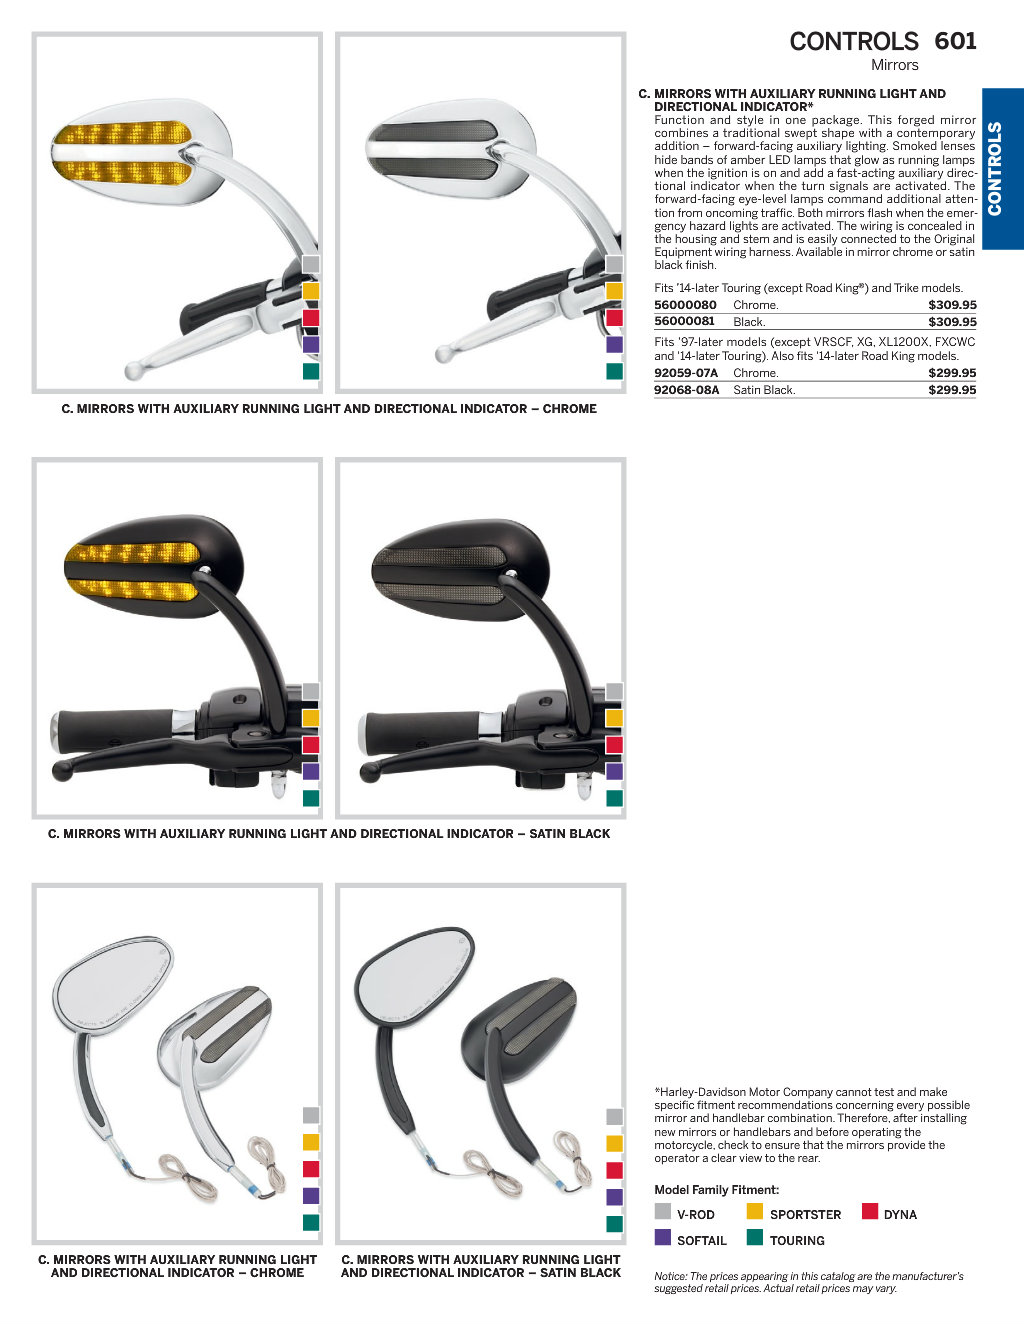 CONTROLS 601
Mirrors
C. MIRRORS WITH AUXILIARY RUNNING LIGHT AND
DIRECTIONAL INDICATOR*
Function and style in one package. This forged mirror
combines a traditional swept shape with a contemporary
addition – forward-facing auxiliary lighting. Smoked lenses
hide bands of amber LED lamps that glow as running lamps
when the ignition is on and add a fast-acting auxiliary direc-
tional indicator when the turn signals are activated. The
forward-facing eye-level lamps command additional atten-
tion from oncoming traffic. Both mirrors flash when the emer-
gency hazard lights are activated. The wiring is concealed in
the housing and stem and is easily connected to the Original
Equipment wiring harness. Available in mirror chrome or satin
black finish.
Fits '14-later Touring (except Road King®) and Trike models.
56000080 Chrome. $309.95
56000081 Black. $309.95
Fits '97-later models (except VRSCF, XG, XL1200X, FXCWC
and '14-later Touring). Also fits '14-later Road King models.
92059-07A Chrome. $299.95
92068-08A Satin Black. $299.95
CONTROLS
C. MIRRORS WITH AUXILIARY RUNNING LIGHT AND DIRECTIONAL INDICATOR – CHROME
C. MIRRORS WITH AUXILIARY RUNNING LIGHT AND DIRECTIONAL INDICATOR – SATIN BLACK
C. MIRRORS WITH AUXILIARY RUNNING LIGHT
AND DIRECTIONAL INDICATOR – CHROME
C. MIRRORS WITH AUXILIARY RUNNING LIGHT
AND DIRECTIONAL INDICATOR – SATIN BLACK
*Harley-Davidson Motor Company cannot test and make
specific fitment recommendations concerning every possible
mirror and handlebar combination. Therefore, after installing
new mirrors or handlebars and before operating the
motorcycle, check to ensure that the mirrors provide the
operator a clear view to the rear.
Model Family Fitment:
V-ROD SPORTSTER DYNA
SOFTAIL TOURING
Notice: The prices appearing in this catalog are the manufacturer's
suggested retail prices. Actual retail prices may vary.